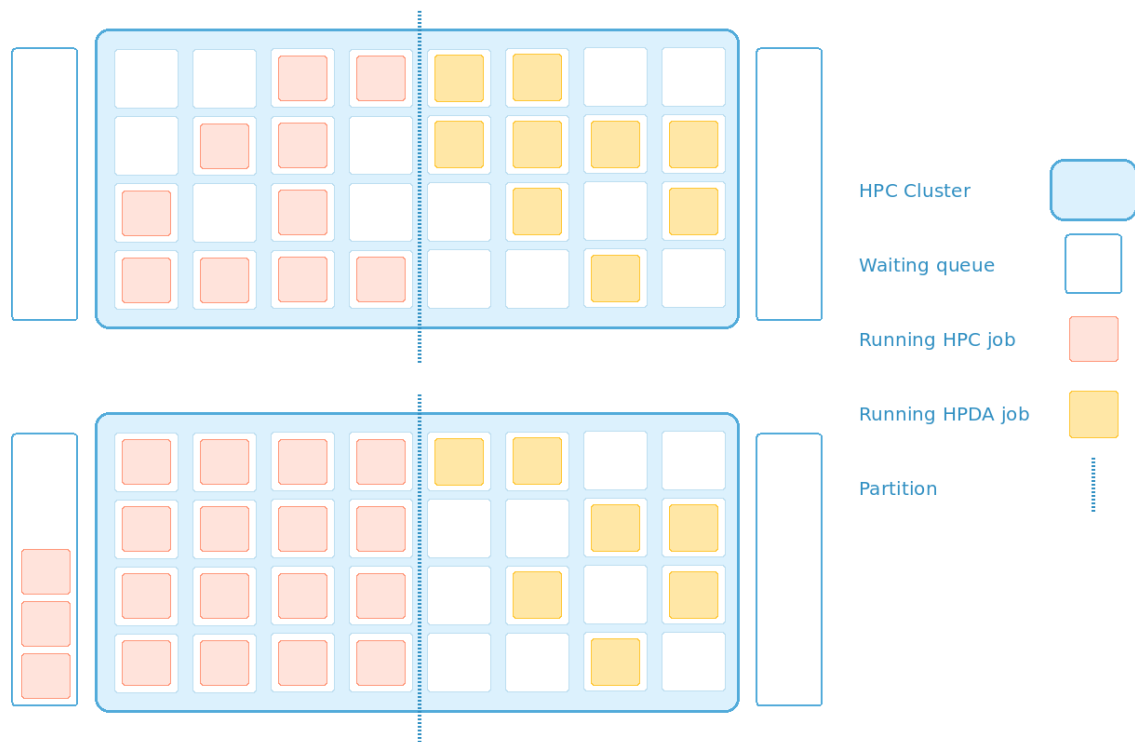 HPC Cluster
Waiting queue
Running HPC job
Running HPDA job
Partition